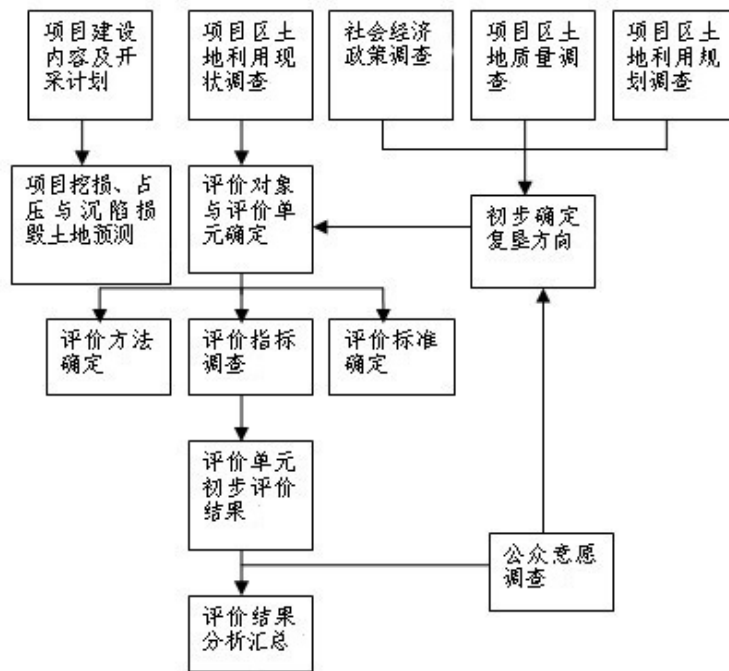 项目建设
内容及开
采计划
项目区土
地利用现
状调查
社会经济
政策调查
项目区土
地质量调
查
项目区土
地利用规
划调查
项目挖损、占
压与沉陷损
毁土地预测
评价对象
与评价单
元确定
初步确定
复垦方向
评价方法
确定
评价指标
调查
评价标准
确定
评价单元
初步评价
结果
公众意愿
调查
评价结果
分析汇总